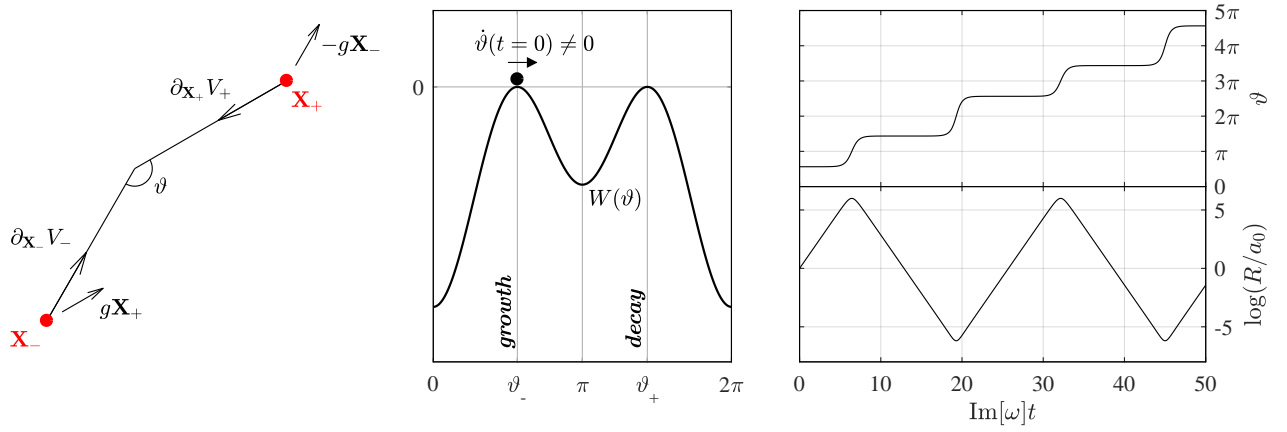 −g𝐗₋
∂𝐗₊V₊
𝐗₊
ϑ
∂𝐗₋V₋
g𝐗₊
𝐗₋
ϑ̇(t = 0) ≠ 0
0
W(ϑ)
growth
decay
0 ϑ₋ π ϑ₊ 2π
5π
4π
3π
2π
π
0
ϑ
5
0
-5
log(R/a₀)
0 10 20 30 40 50
Im[ω]t